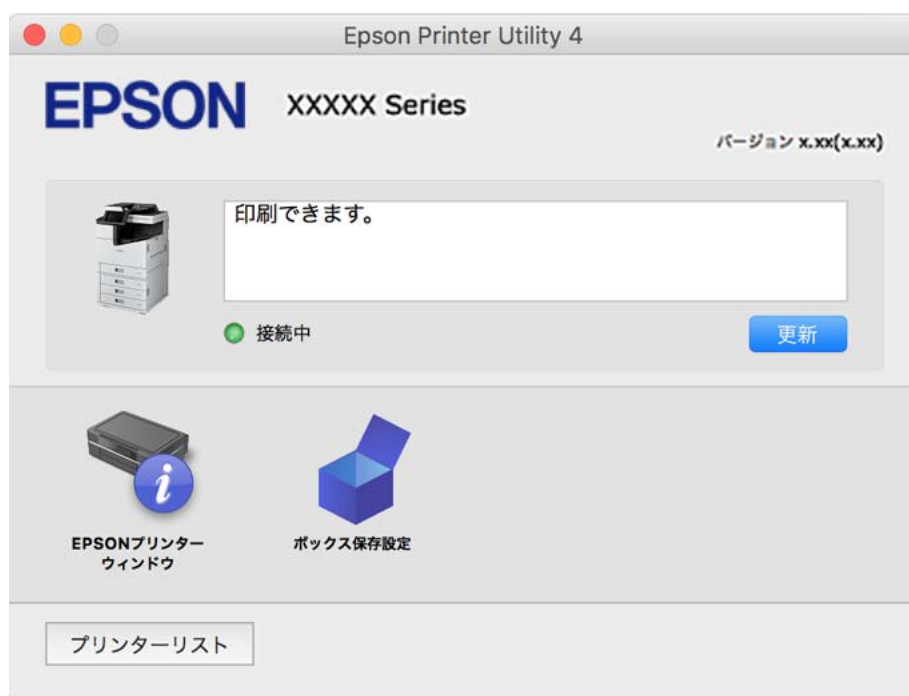 Epson Printer Utility 4
EPSON
XXXXX Series
バージョン x.xx(x.xx)
印刷できます。
接続中
更新
EPSONプリンター
ウィンドウ
ボックス保存設定
プリンターリスト